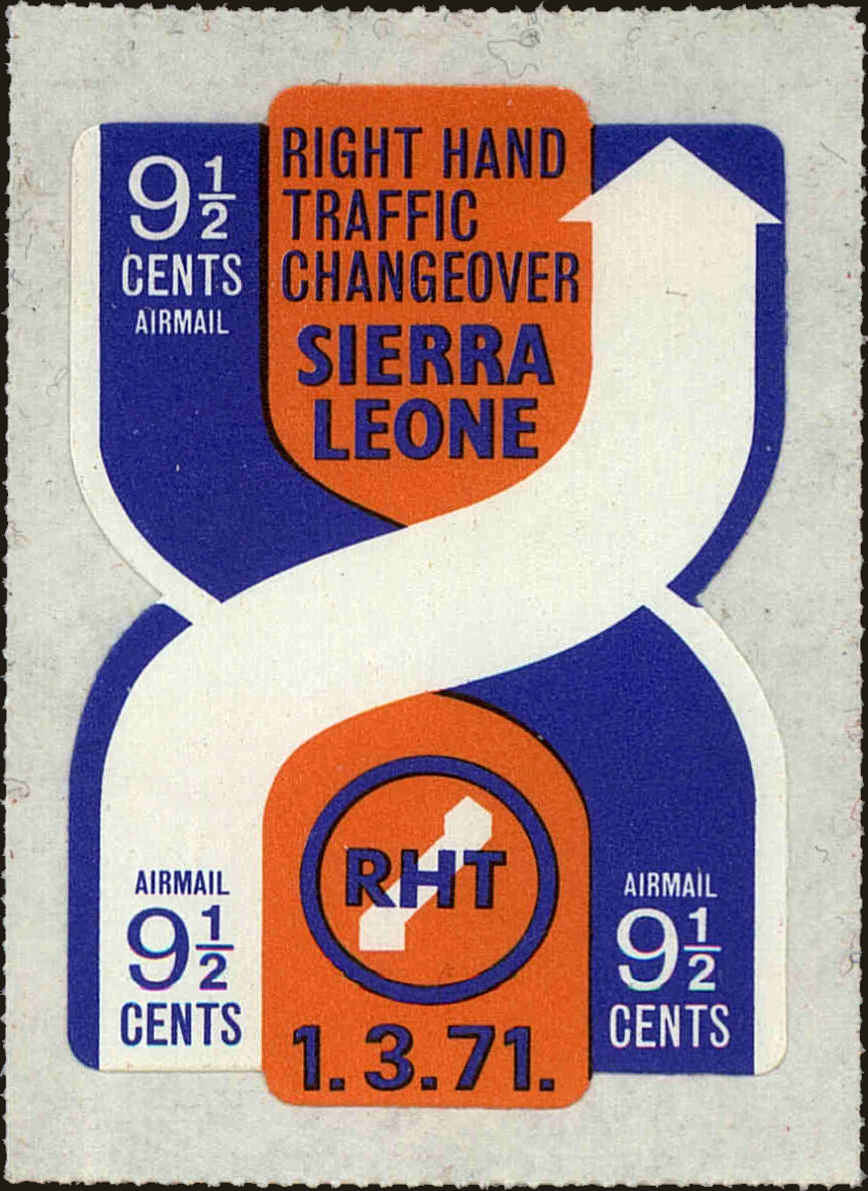 9½
CENTS
AIRMAIL
RIGHT HAND
TRAFFIC
CHANGEOVER
SIERRA
LEONE
AIRMAIL
9½
CENTS
RHT
1.3.71.
AIRMAIL
9½
CENTS